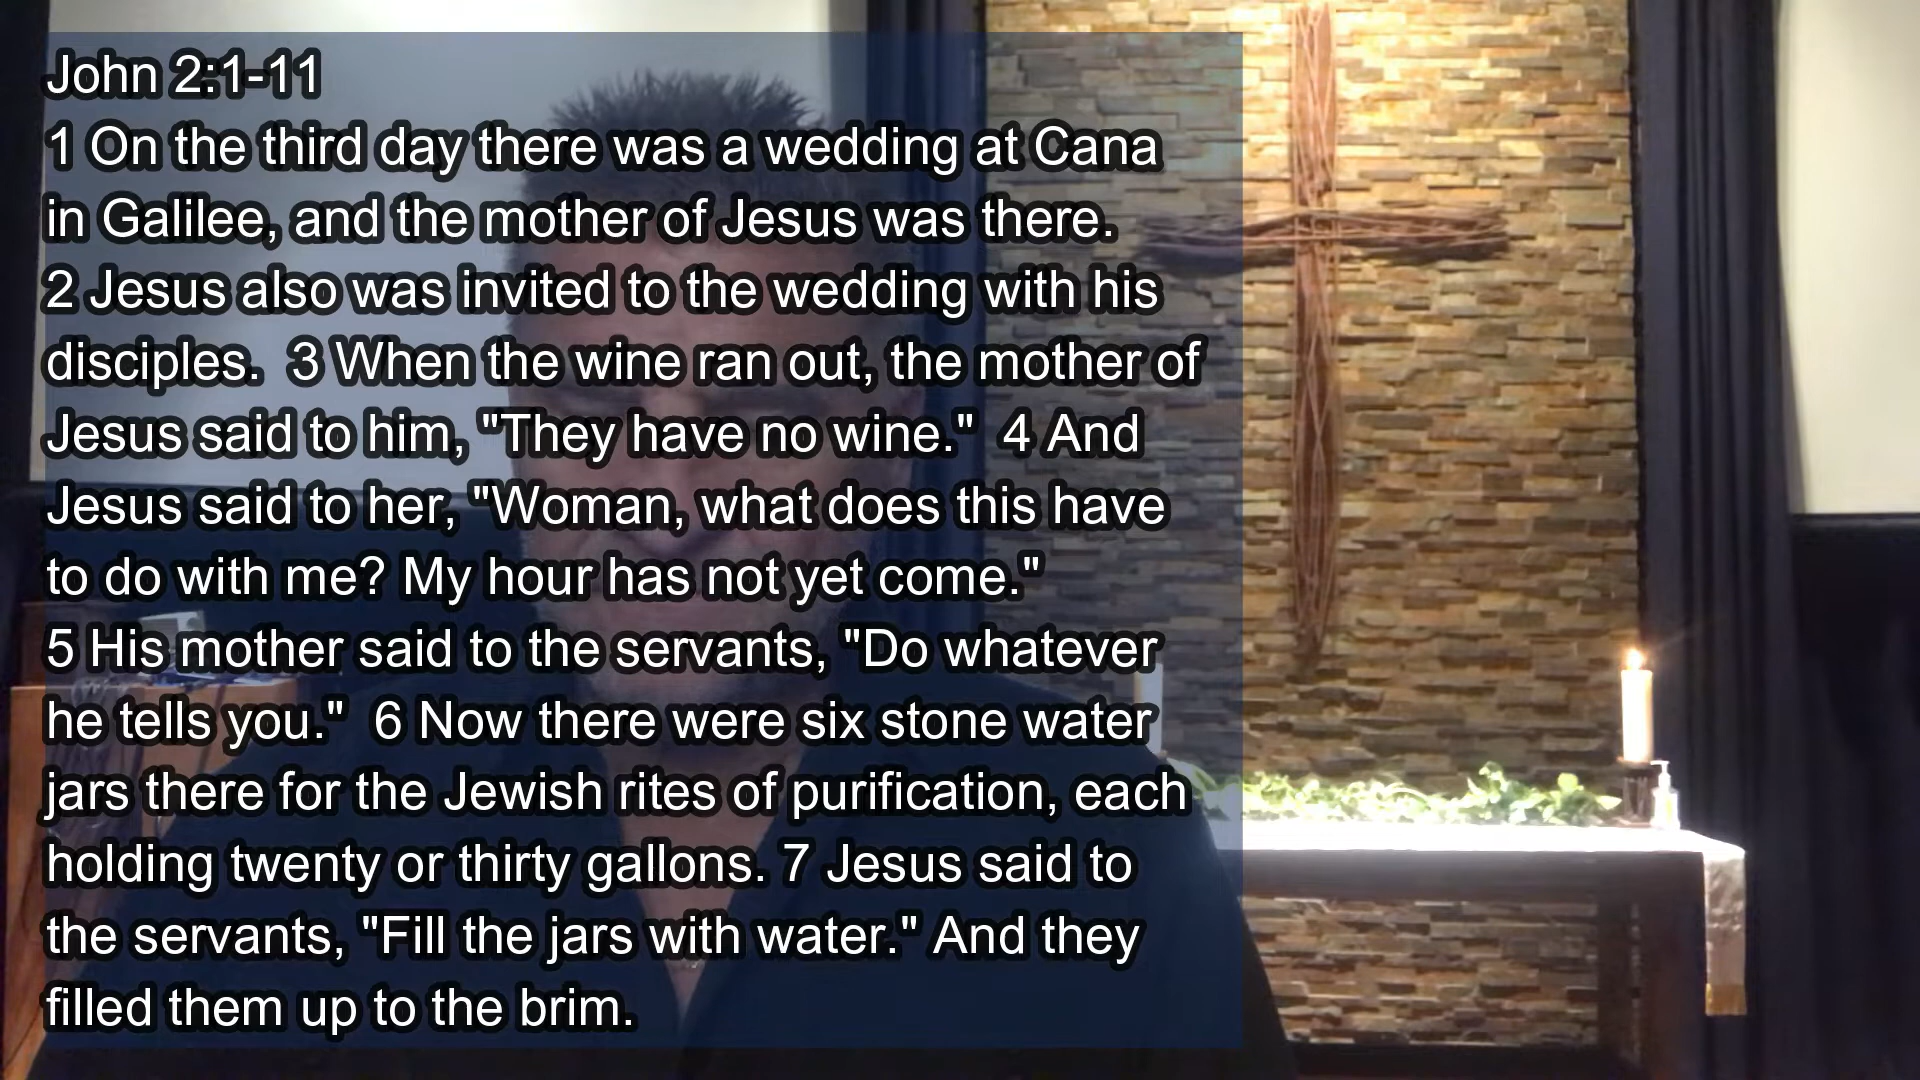 John 2:1-11
1 On the third day there was a wedding at Cana
in Galilee, and the mother of Jesus was there.
2 Jesus also was invited to the wedding with his
disciples.  3 When the wine ran out, the mother of
Jesus said to him, "They have no wine."  4 And
Jesus said to her, "Woman, what does this have
to do with me? My hour has not yet come."
5 His mother said to the servants, "Do whatever
he tells you."  6 Now there were six stone water
jars there for the Jewish rites of purification, each
holding twenty or thirty gallons. 7 Jesus said to
the servants, "Fill the jars with water." And they
filled them up to the brim.